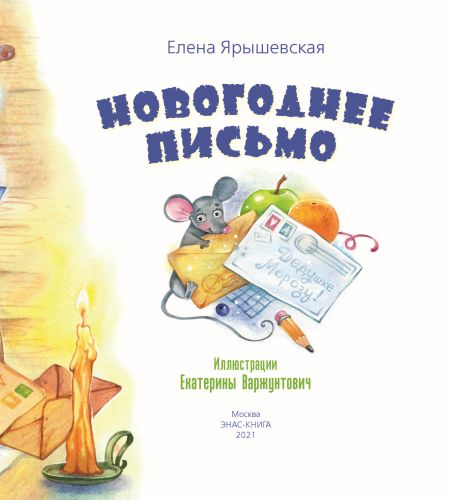 Елена Ярышевская
НОВОГОДНЕЕ
ПИСЬМО
Дедушке
Морозу!
Иллюстрации
Екатерины Варжунтович
Москва
ЭНАС-КНИГА
2021